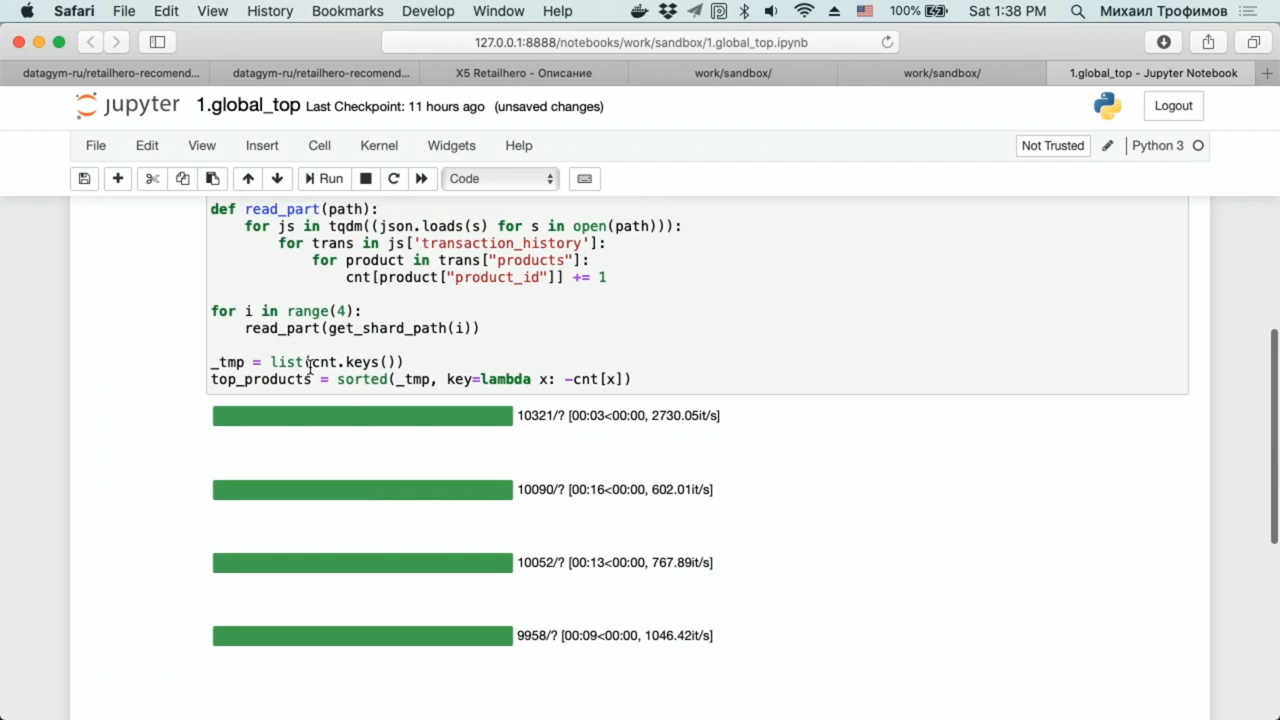 Safari File Edit View History Bookmarks Develop Window Help 100% Sat 1:38 PM Михаил Трофимов
127.0.0.1:8888/notebooks/work/sandbox/1.global_top.ipynb
datagym-ru/retailhero-recomend... datagym-ru/retailhero-recomend... X5 Retailhero - Описание work/sandbox/ work/sandbox/ 1.global_top - Jupyter Notebook
jupyter 1.global_top Last Checkpoint: 11 hours ago (unsaved changes) Logout
File Edit View Insert Cell Kernel Widgets Help Not Trusted Python 3
Run Code
def read_part(path):
    for js in tqdm((json.loads(s) for s in open(path))):
        for trans in js['transaction_history']:
            for product in trans["products"]:
                cnt[product["product_id"]] += 1
for i in range(4):
    read_part(get_shard_path(i))
_tmp = list(cnt.keys())
top_products = sorted(_tmp, key=lambda x: -cnt[x])
10321/? [00:03<00:00, 2730.05it/s]
10090/? [00:16<00:00, 602.01it/s]
10052/? [00:13<00:00, 767.89it/s]
9958/? [00:09<00:00, 1046.42it/s]